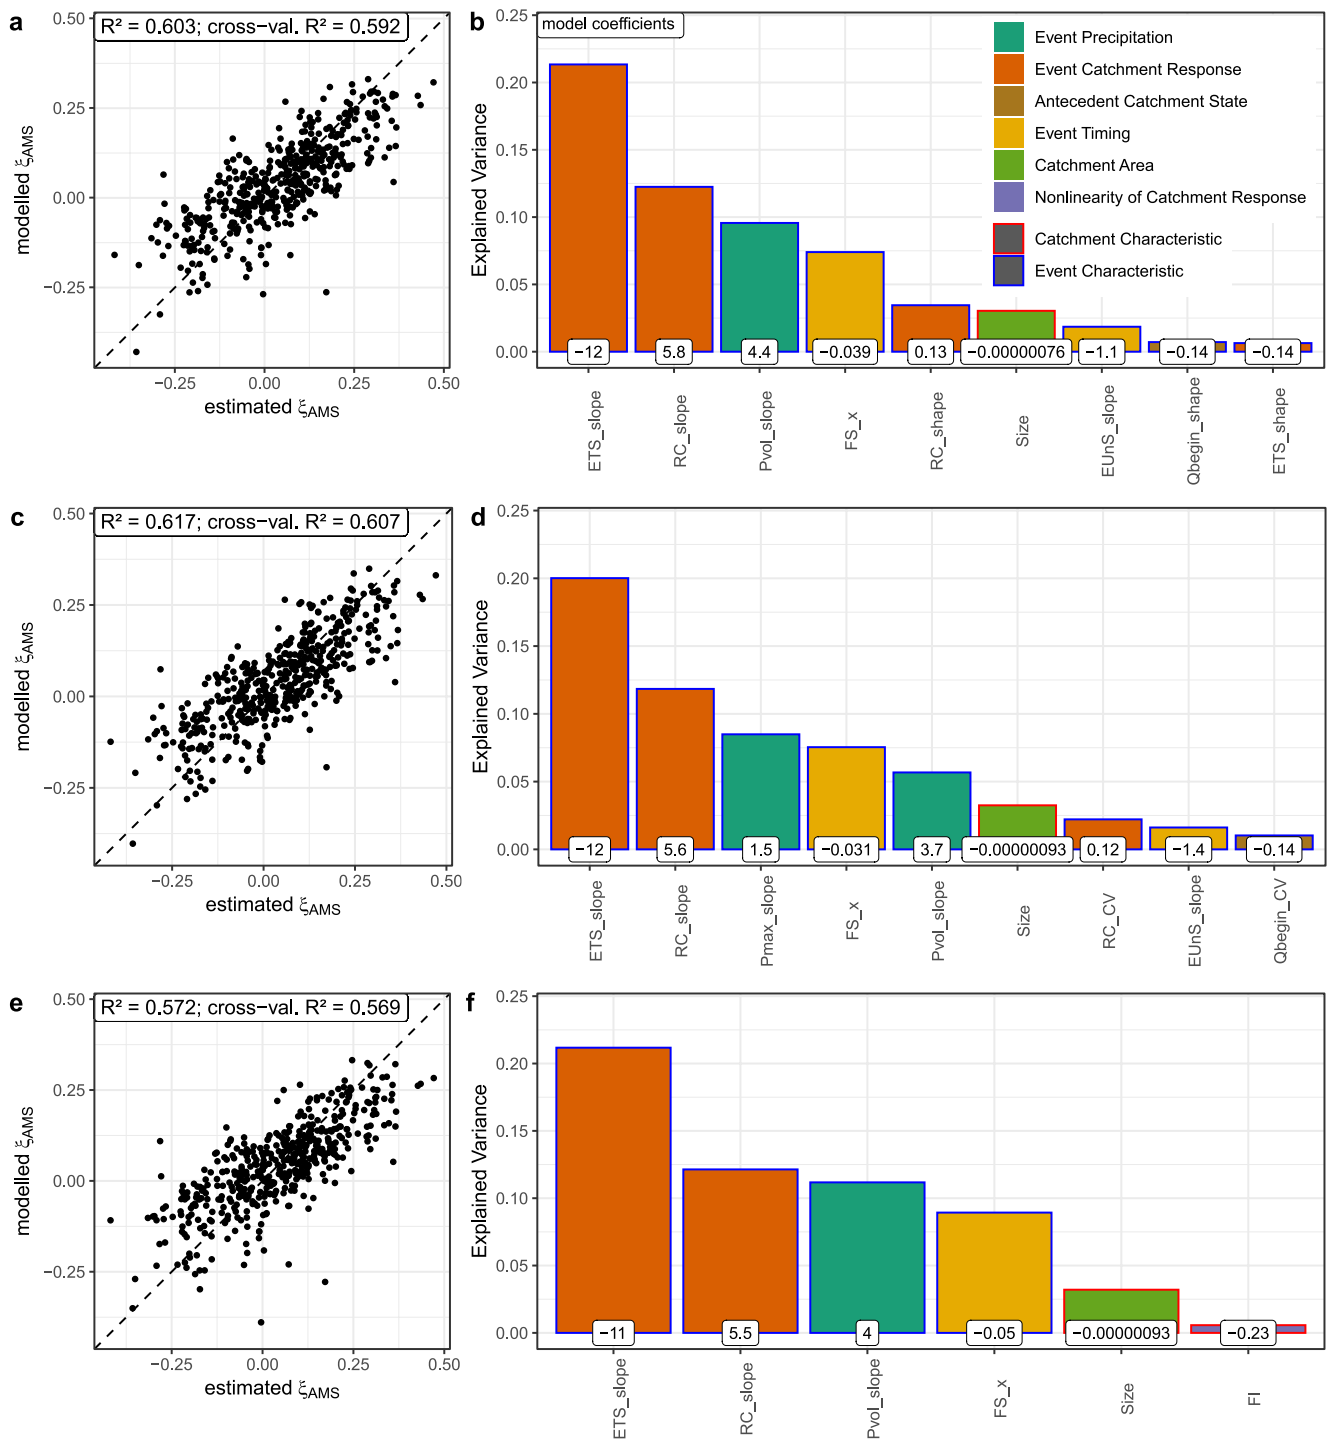 a
R² = 0.603; cross−val. R² = 0.592
0.50
0.25
0.00
−0.25
modelled ξAMS
−0.25
0.00
0.25
0.50
estimated ξAMS
b
model coefficients
0.25
0.20
0.15
0.10
0.05
0.00
Explained Variance
Event Precipitation
Event Catchment Response
Antecedent Catchment State
Event Timing
Catchment Area
Nonlinearity of Catchment Response
Catchment Characteristic
Event Characteristic
−12
5.8
4.4
−0.039
0.13
−0.00000076
−1.1
−0.14
−0.14
ETS_slope
RC_slope
Pvol_slope
FS_x
RC_shape
Size
EUnS_slope
Qbegin_shape
ETS_shape
c
R² = 0.617; cross−val. R² = 0.607
0.50
0.25
0.00
−0.25
modelled ξAMS
−0.25
0.00
0.25
0.50
estimated ξAMS
d
0.25
0.20
0.15
0.10
0.05
0.00
Explained Variance
−12
5.6
1.5
−0.031
3.7
−0.00000093
0.12
−1.4
−0.14
ETS_slope
RC_slope
Pmax_slope
FS_x
Pvol_slope
Size
RC_CV
EUnS_slope
Qbegin_CV
e
R² = 0.572; cross−val. R² = 0.569
0.50
0.25
0.00
−0.25
modelled ξAMS
−0.25
0.00
0.25
0.50
estimated ξAMS
f
0.25
0.20
0.15
0.10
0.05
0.00
Explained Variance
−11
5.5
4
−0.05
−0.00000093
−0.23
ETS_slope
RC_slope
Pvol_slope
FS_x
Size
FI